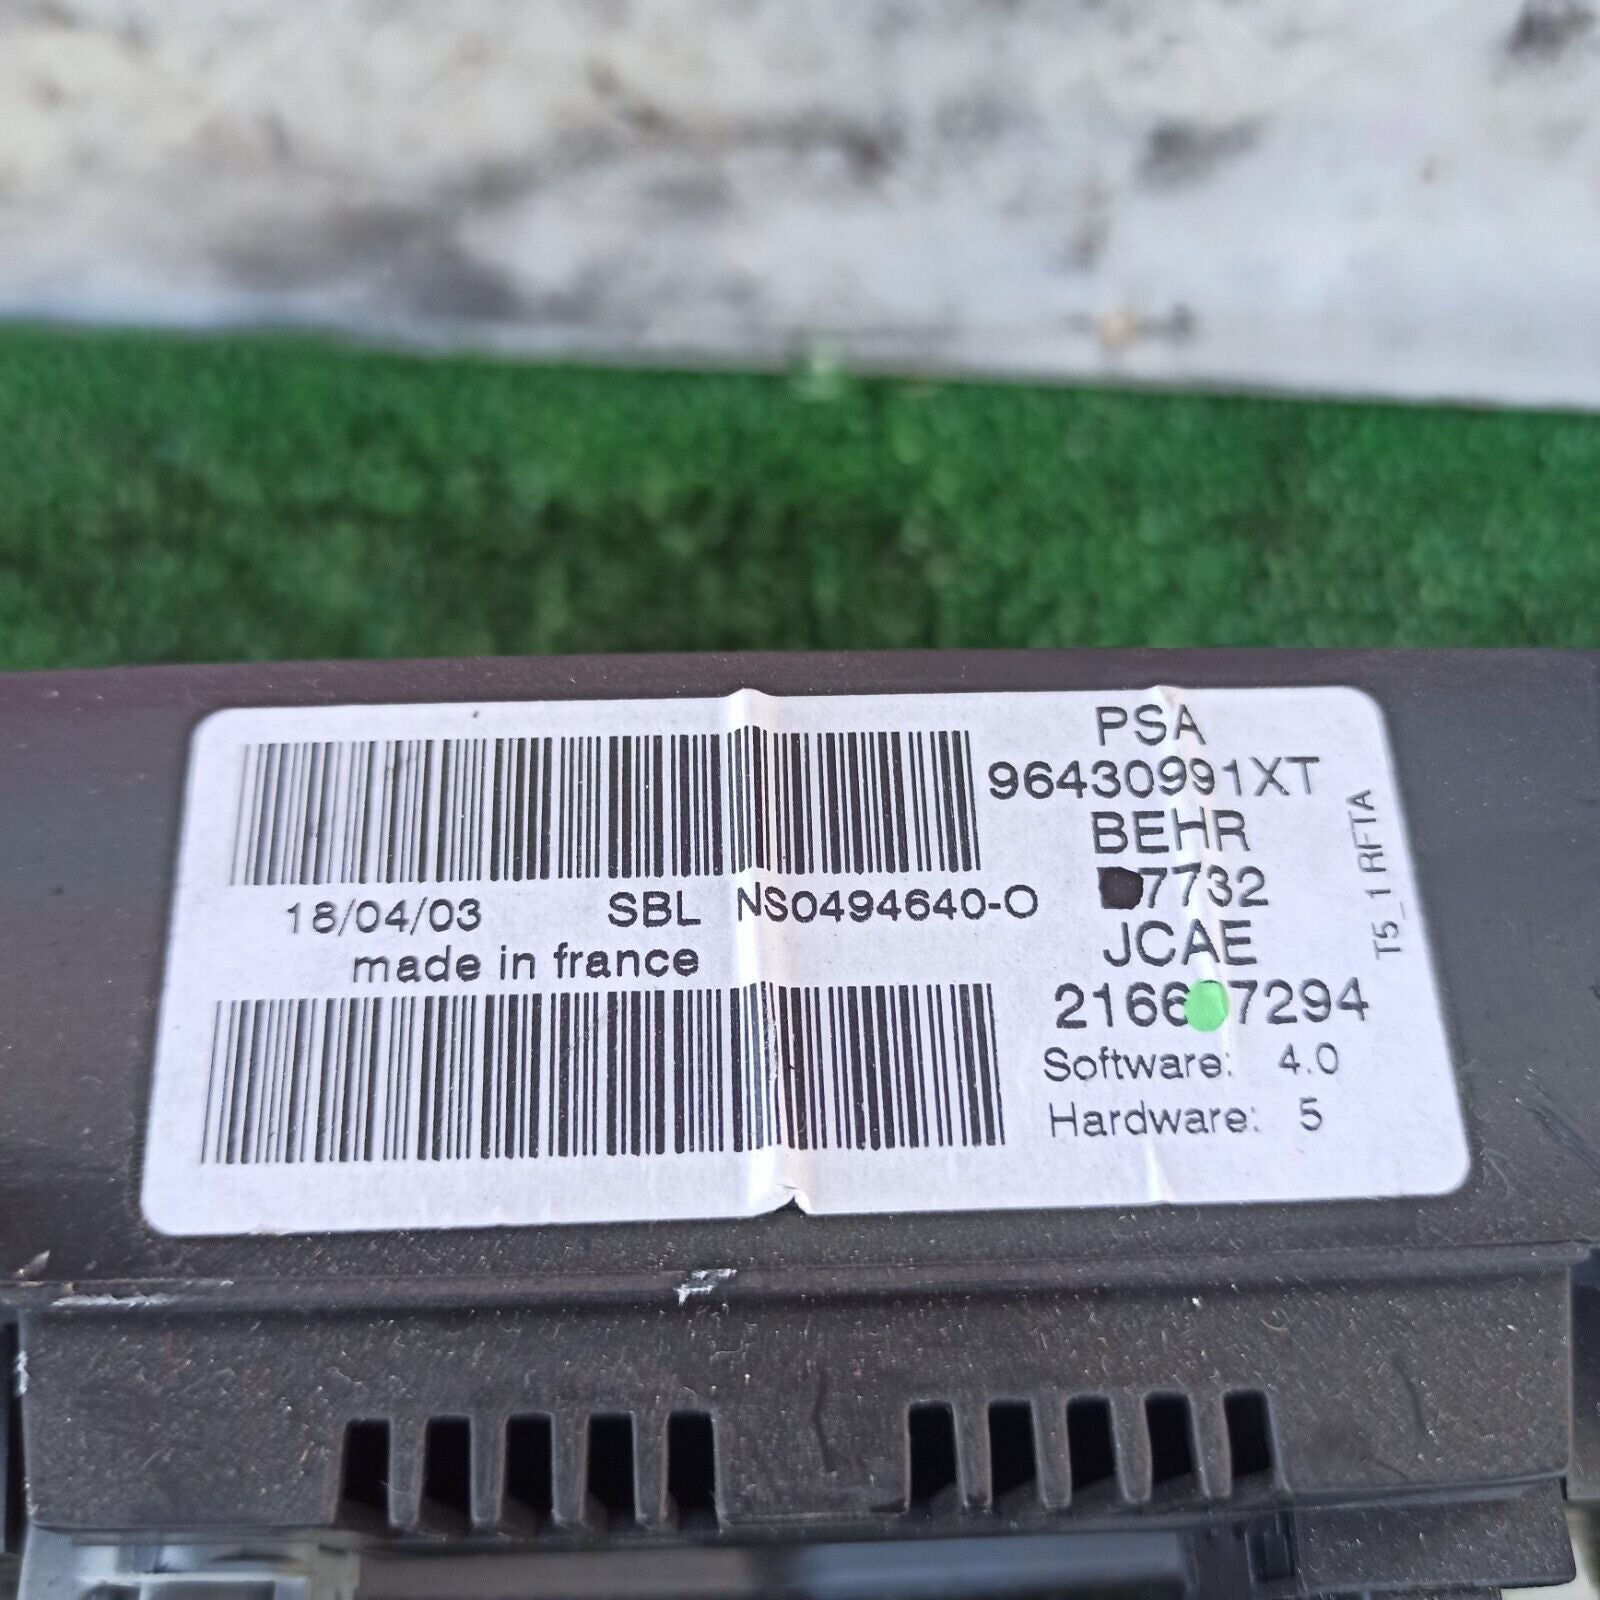 PSA
96430991XT
BEHR
7732
JCAE
Software: 4.0
Hardware: 5
18/04/03 SBL NS0494640-O
made in france
T5_1 RFTA